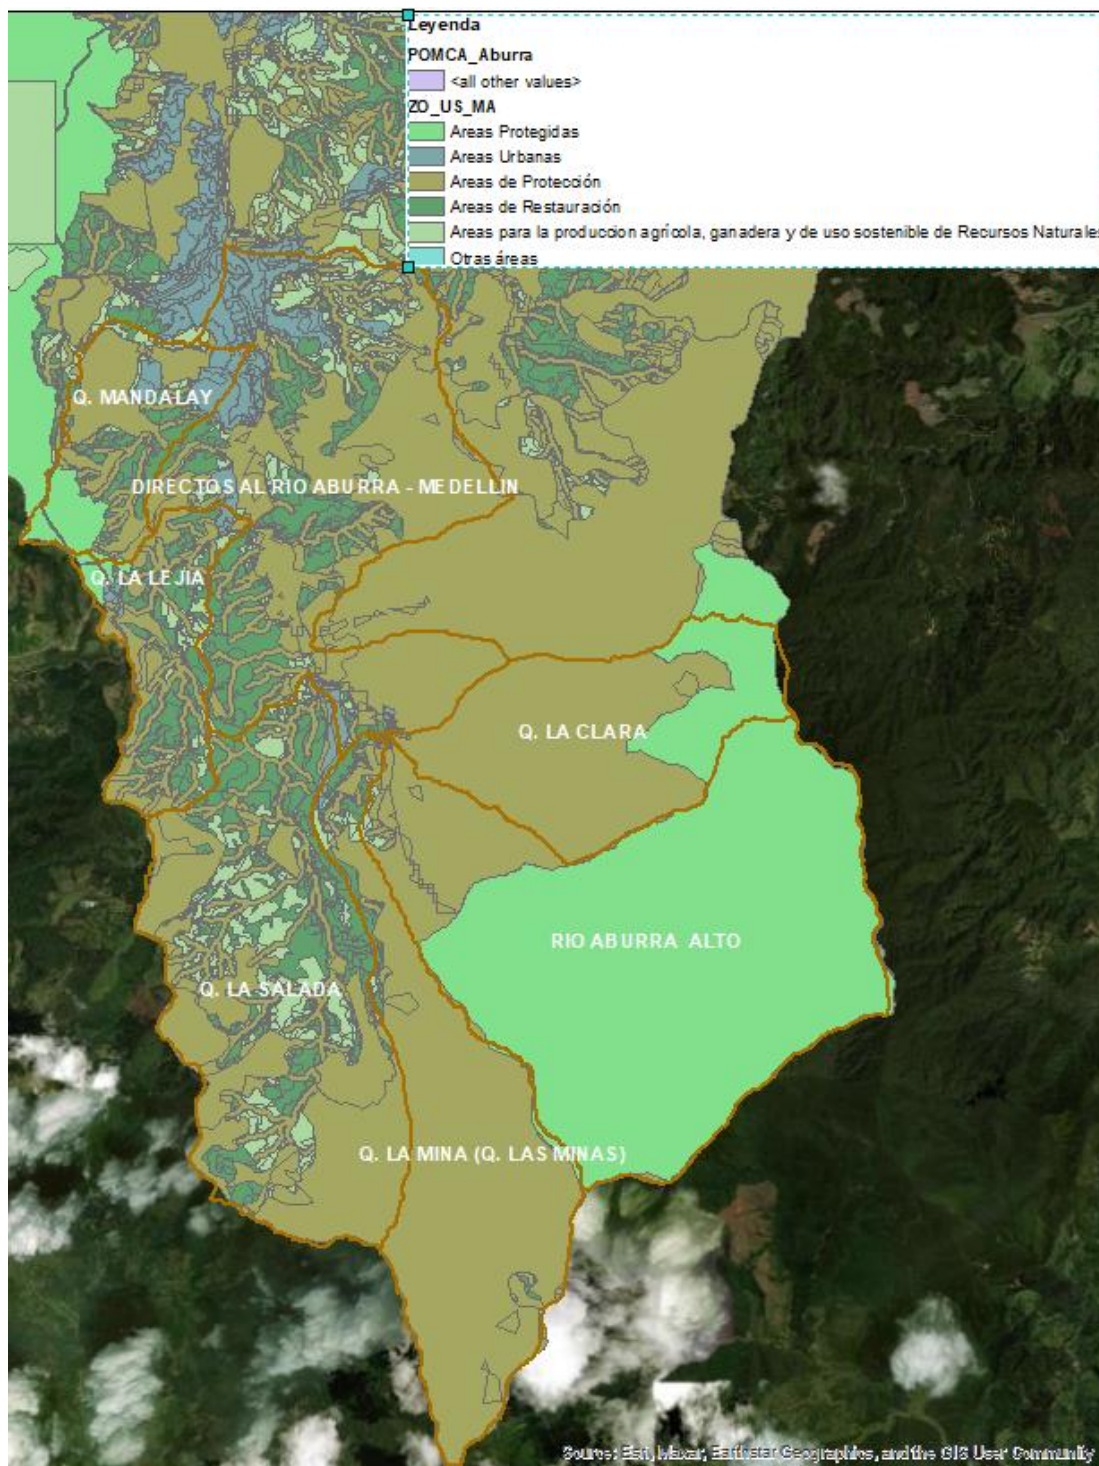 Leyenda
POMCA_Aburra
<all other values>
ZO_US_MA
Areas Protegidas
Areas Urbanas
Areas de Protección
Areas de Restauración
Areas para la produccion agrícola, ganadera y de uso sostenible de Recursos Naturales
Otras áreas
Q. MANDALAY
DIRECTOS AL RIO ABURRA - MEDELLIN
Q. LA LEJIA
Q. LA CLARA
RIO ABURRA ALTO
Q. LA SALADA
Q. LA MINA (Q. LAS MINAS)
Source: Esri, Maxar, Earthstar Geographics, and the GIS User Community